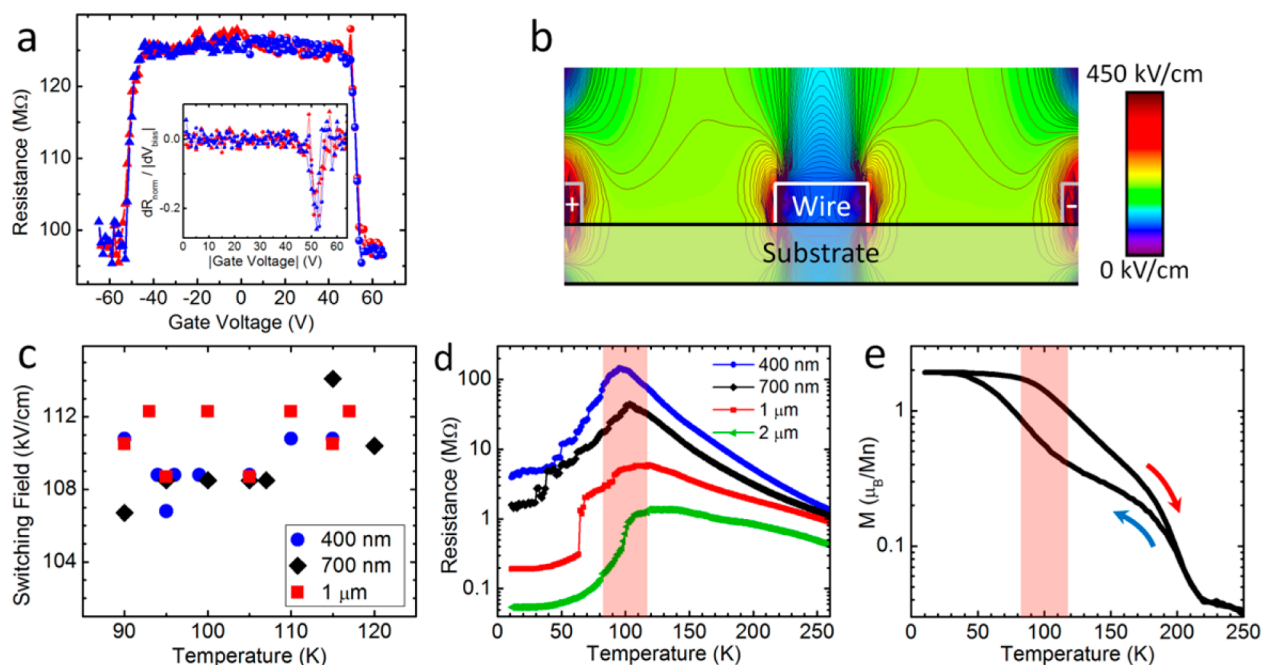 a
Resistance (MΩ)
120
110
100
-60 -40 -20 0 20 40 60
Gate Voltage (V)
dR_norm / |dV_bias|
0.0
-0.2
0 10 20 30 40 50 60
|Gate Voltage| (V)
b
450 kV/cm
0 kV/cm
+
Wire
-
Substrate
c
Switching Field (kV/cm)
112
108
104
90 100 110 120
Temperature (K)
400 nm
700 nm
1 μm
d
Resistance (MΩ)
100
10
1
0.1
0 50 100 150 200 250
Temperature (K)
400 nm
700 nm
1 μm
2 μm
e
M (μ_B/Mn)
1
0.1
0 50 100 150 200 250
Temperature (K)